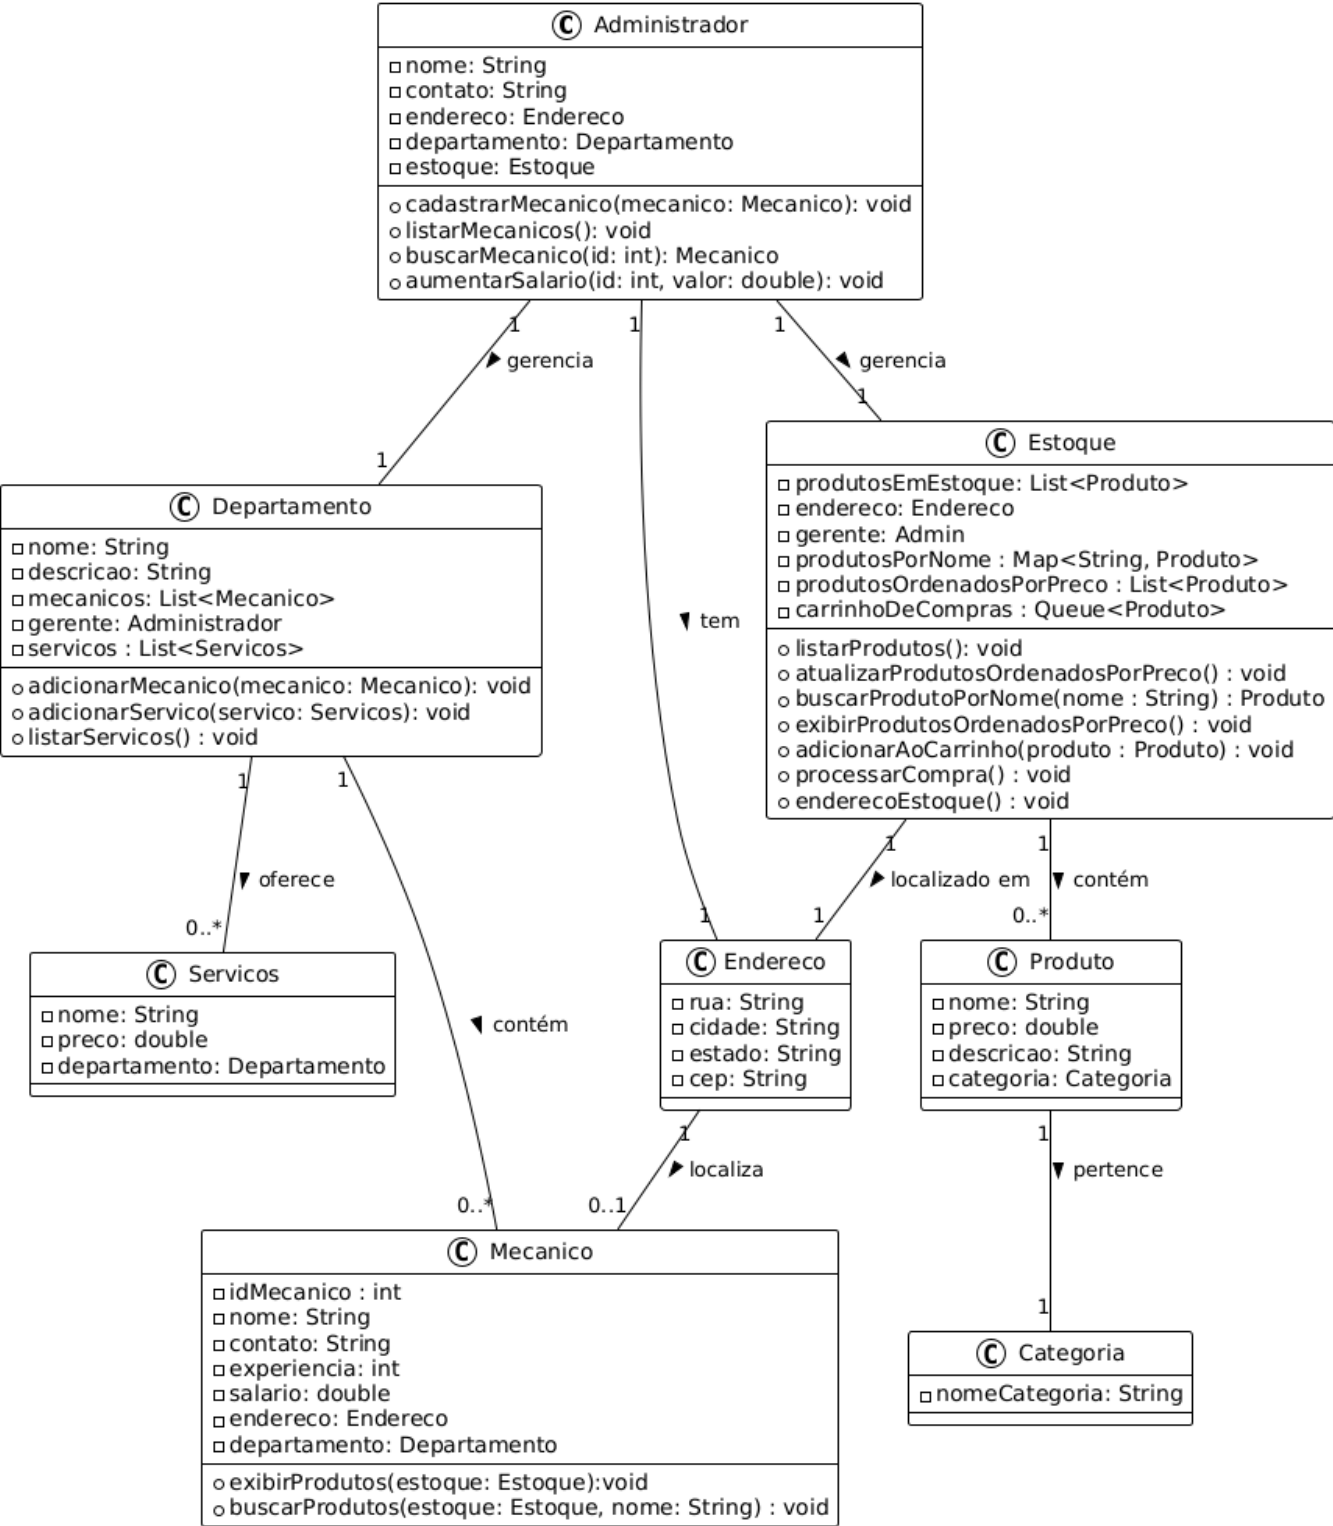 C Administrador
nome: String
contato: String
endereco: Endereco
departamento: Departamento
estoque: Estoque
cadastrarMecanico(mecanico: Mecanico): void
listarMecanicos(): void
buscarMecanico(id: int): Mecanico
aumentarSalario(id: int, valor: double): void
1
1
1
gerencia
gerencia
1
1
C Estoque
produtosEmEstoque: List<Produto>
endereco: Endereco
gerente: Admin
produtosPorNome : Map<String, Produto>
produtosOrdenadosPorPreco : List<Produto>
carrinhoDeCompras : Queue<Produto>
listarProdutos(): void
atualizarProdutosOrdenadosPorPreco() : void
buscarProdutoPorNome(nome : String) : Produto
exibirProdutosOrdenadosPorPreco() : void
adicionarAoCarrinho(produto : Produto) : void
processarCompra() : void
enderecoEstoque() : void
C Departamento
nome: String
descricao: String
mecanicos: List<Mecanico>
gerente: Administrador
servicos : List<Servicos>
adicionarMecanico(mecanico: Mecanico): void
adicionarServico(servico: Servicos): void
listarServicos() : void
tem
1
1
1
1
oferece
localizado em
contém
0..*
1
1
0..*
C Servicos
nome: String
preco: double
departamento: Departamento
C Endereco
rua: String
cidade: String
estado: String
cep: String
C Produto
nome: String
preco: double
descricao: String
categoria: Categoria
contém
1
1
localiza
pertence
0..*
0..1
1
C Mecanico
idMecanico : int
nome: String
contato: String
experiencia: int
salario: double
endereco: Endereco
departamento: Departamento
exibirProdutos(estoque: Estoque):void
buscarProdutos(estoque: Estoque, nome: String) : void
C Categoria
nomeCategoria: String